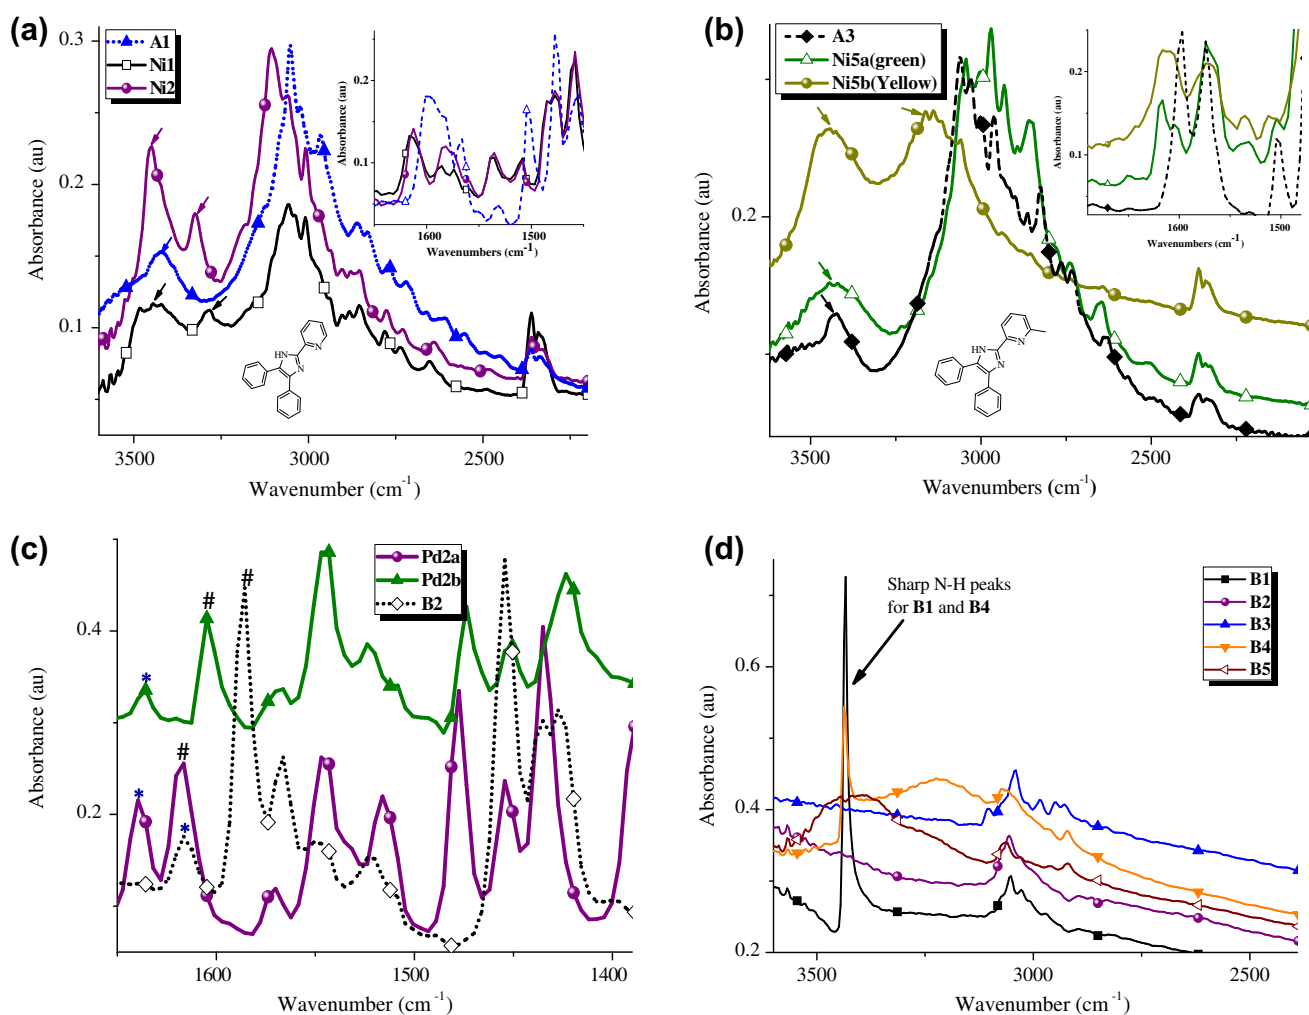 (a)
A1
Ni1
Ni2
0.3
0.2
0.1
Absorbance (au)
3500
3000
2500
Wavenumber (cm-1)
0.2
0.1
Absorbance (au)
1600
1500
Wavenumbers (cm-1)
HN
N
N
(b)
A3
Ni5a(green)
Ni5b(Yellow)
0.2
Absorbance (au)
3500
3000
2500
Wavenumbers (cm-1)
0.2
0.1
Absorbance (au)
1600
1500
Wavenumbers (cm-1)
HN
N
N
(c)
Pd2a
Pd2b
B2
0.4
0.2
Absorbance (au)
* # #
* # *
1600
1500
1400
Wavenumber (cm-1)
(d)
Sharp N-H peaks
for B1 and B4
B1
B2
B3
B4
B5
0.6
0.4
0.2
Absorbance (au)
3500
3000
2500
Wavenumber (cm-1)